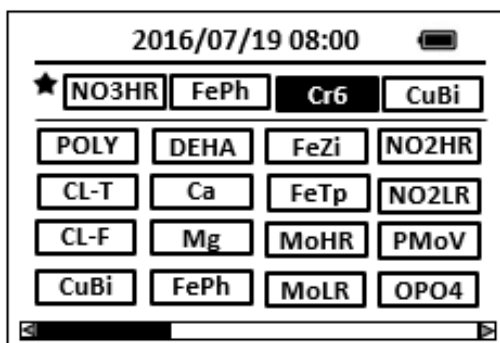 2016/07/19 08:00
NO3HR FePh Cr6 CuBi
POLY DEHA FeZi NO2HR
CL-T Ca FeTp NO2LR
CL-F Mg MoHR PMoV
CuBi FePh MoLR OPO4